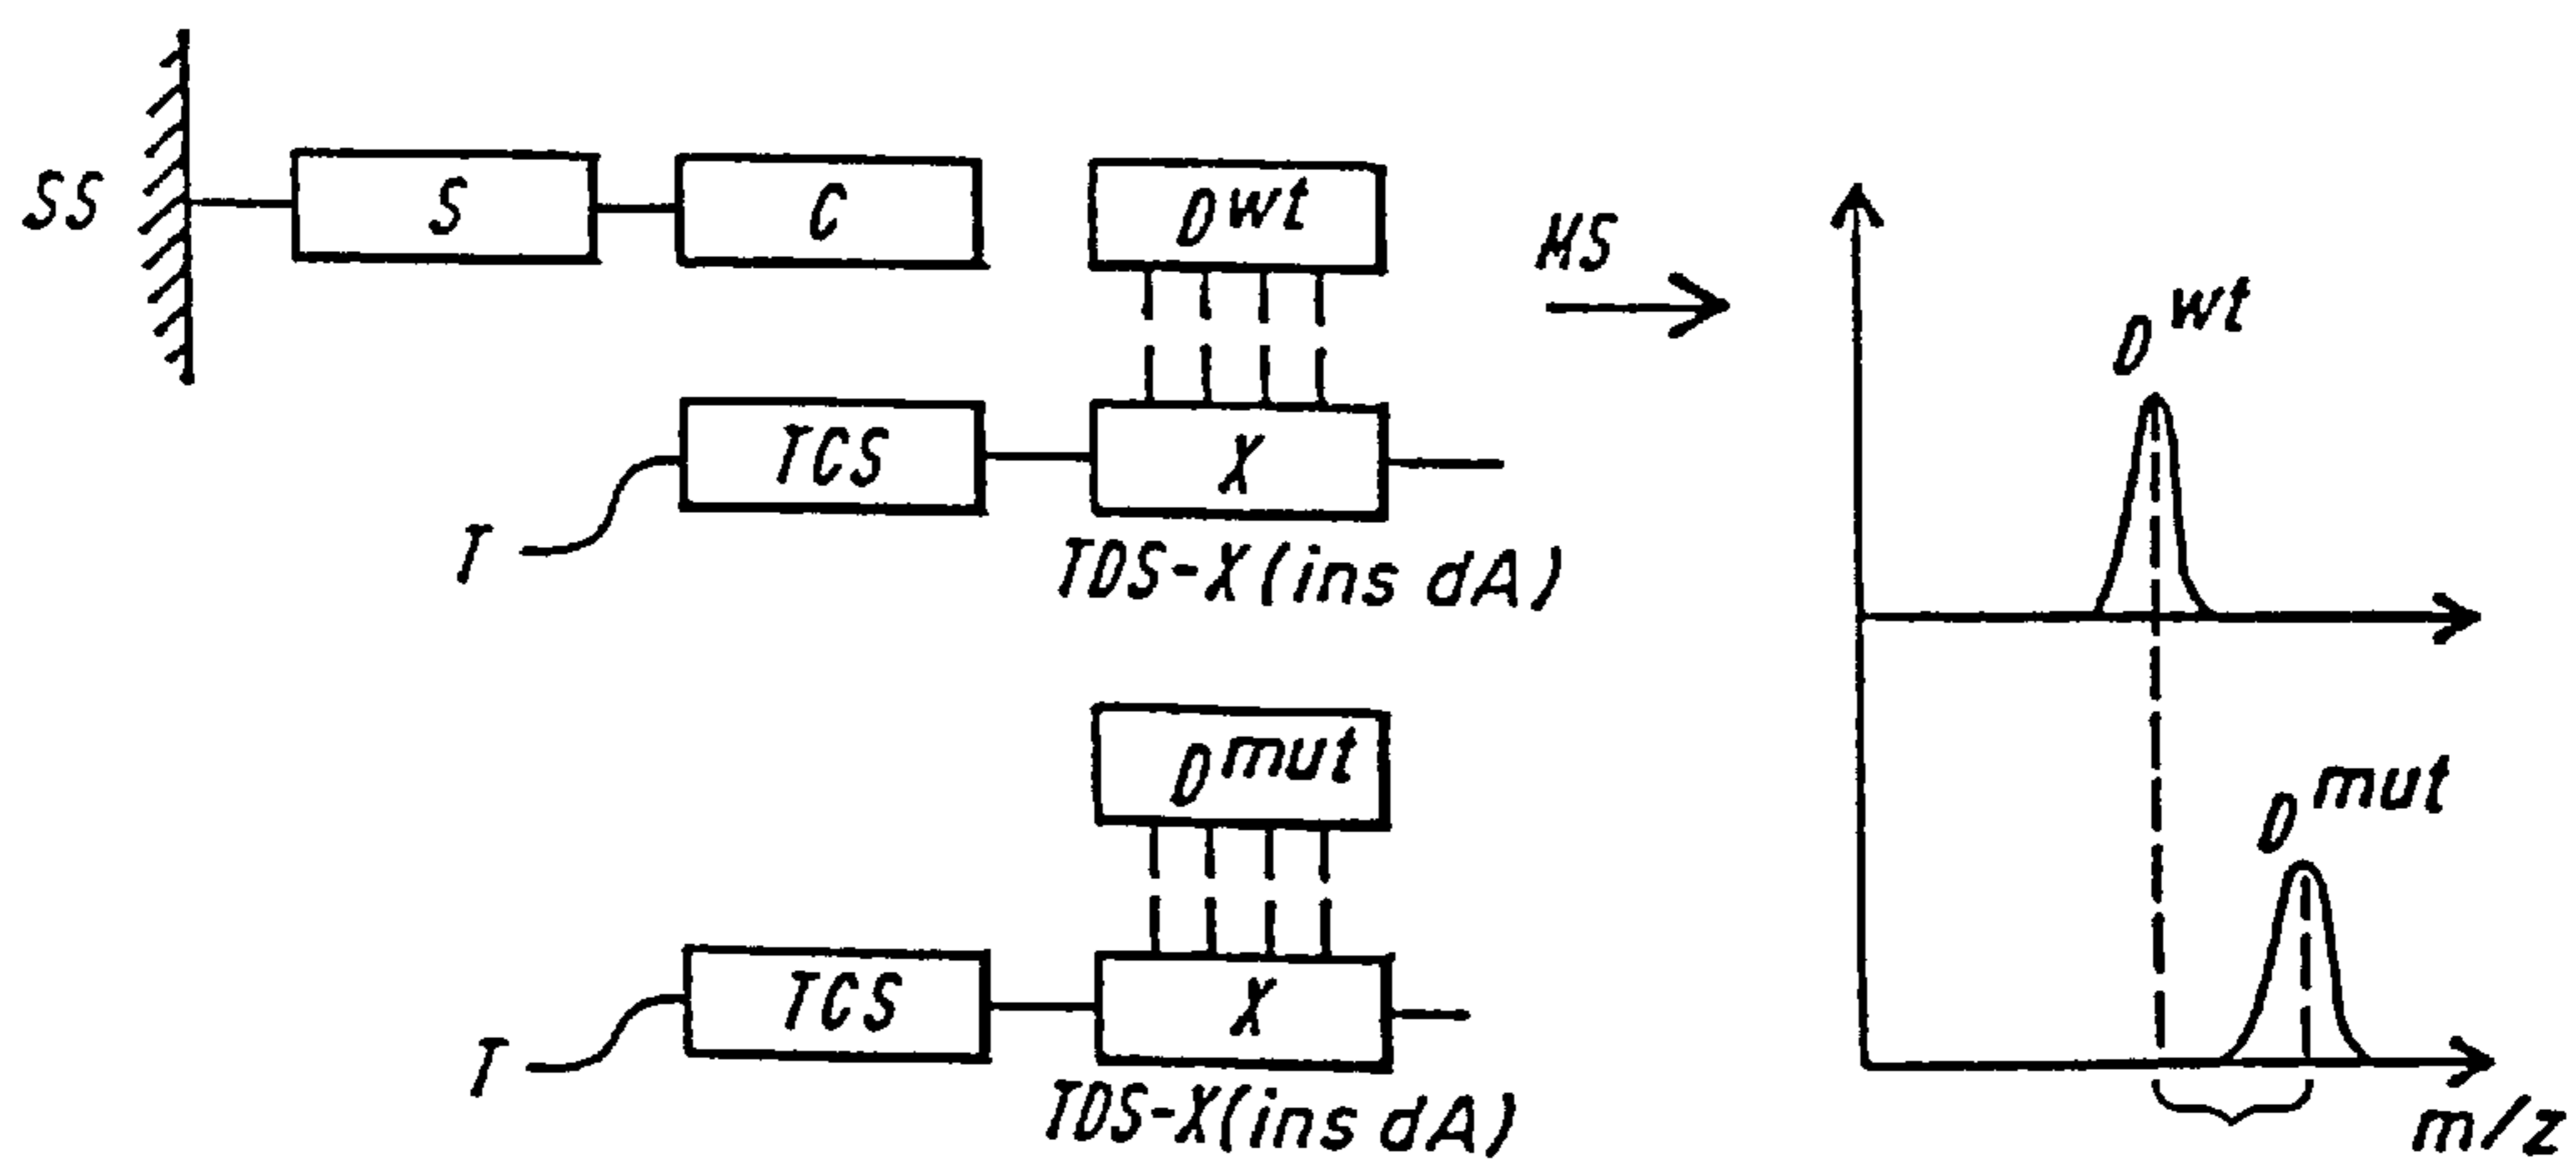 SS
S
C
D wt
TCS
X
T
TDS-X(ins dA)
MS
D wt
D mut
TCS
X
T
TDS-X(ins dA)
D mut
m/z